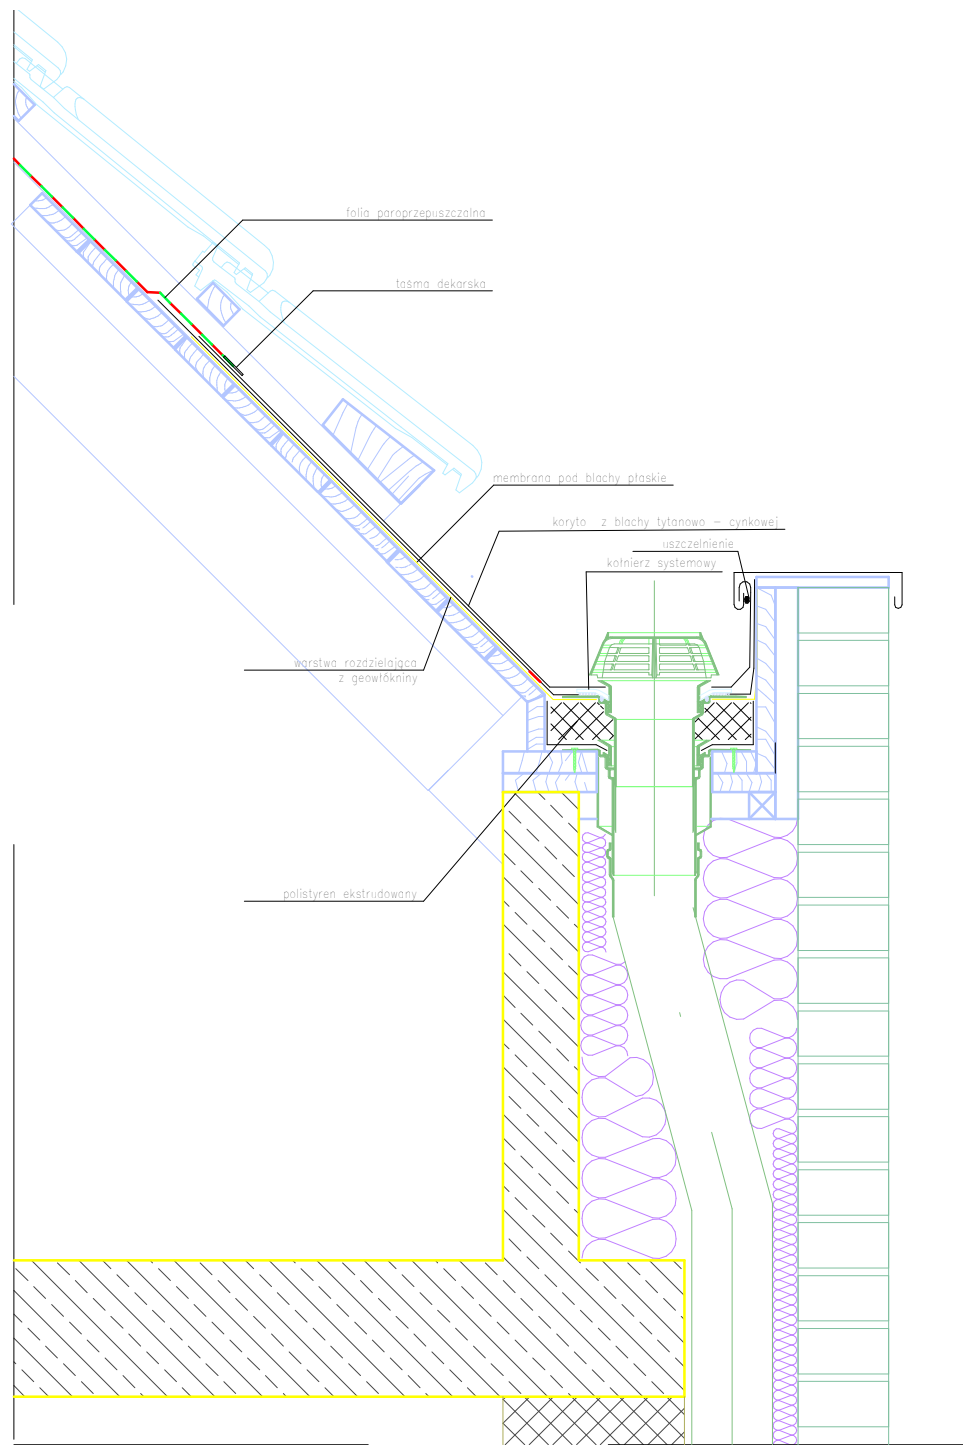 folia paroprzepuszczalna
taśma dekarska
membrana pod blachy płaskie
koryto z blachy tytanowo - cynkowej
uszczelnienie
kołnierz systemowy
warstwa rozdzielająca
z geowłókniny
polistyren ekstrudowany